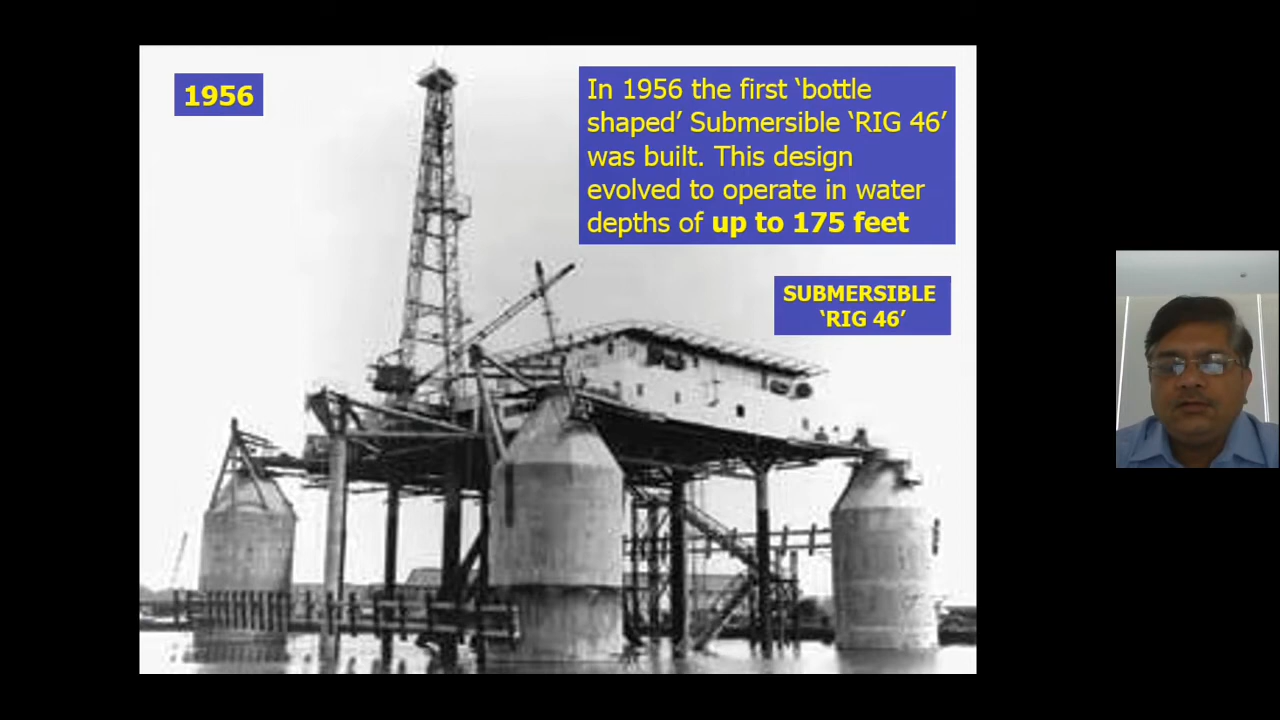 1956
In 1956 the first ‘bottle
shaped’ Submersible ‘RIG 46’
was built. This design
evolved to operate in water
depths of up to 175 feet
SUBMERSIBLE
‘RIG 46’